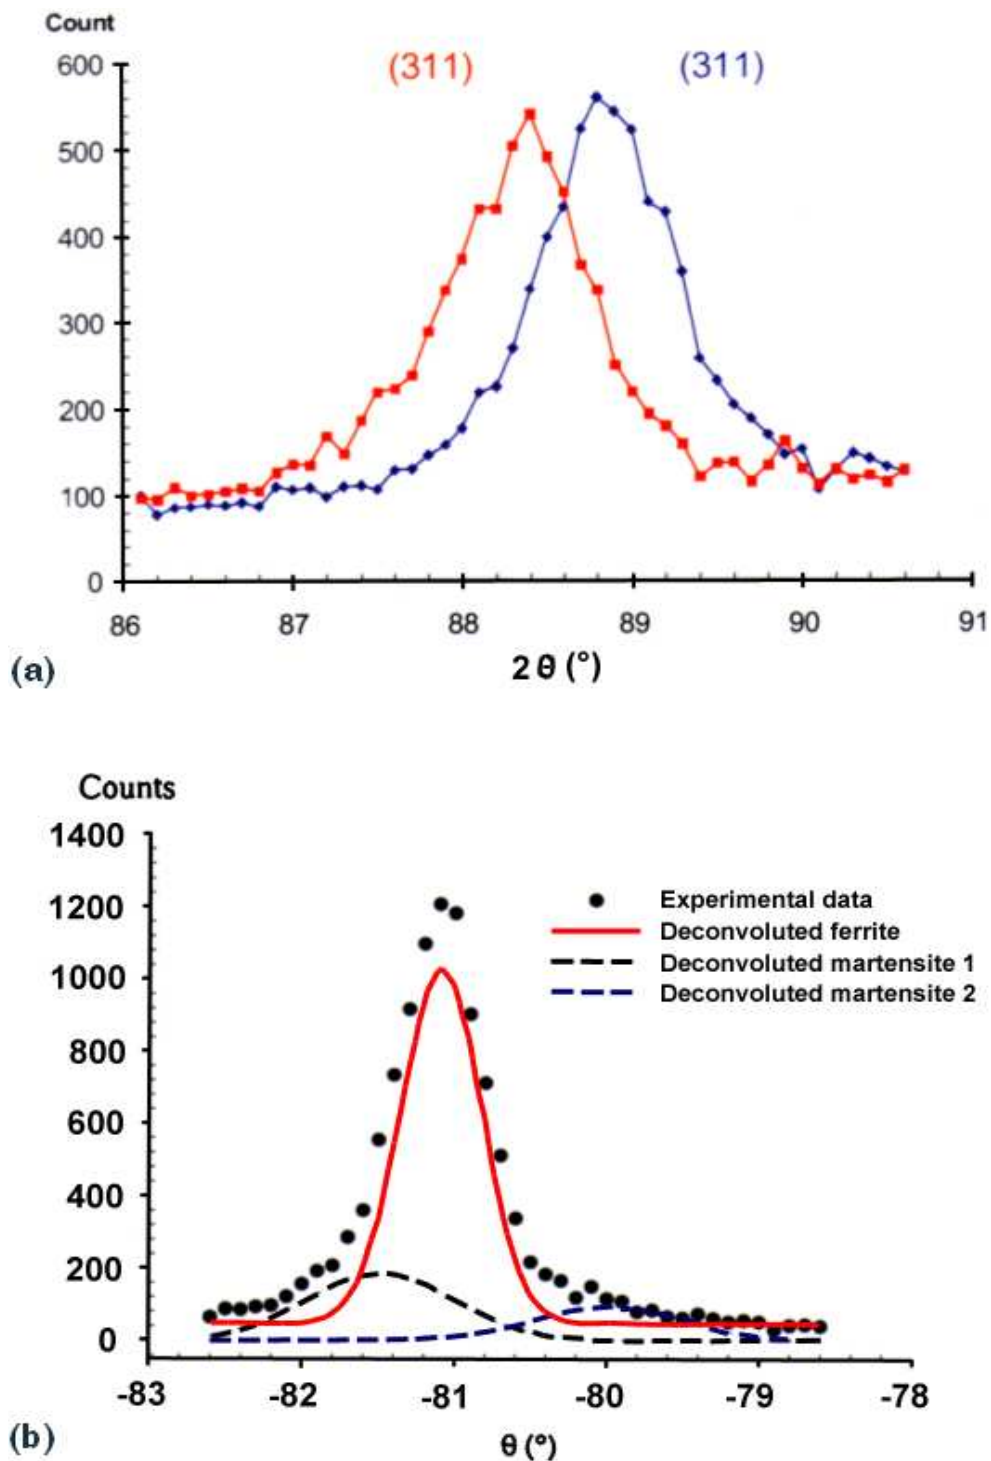 Count
(311) (311)
600
500
400
300
200
100
0
86 87 88 89 90 91
2θ (°)
(a)
Counts
1400
1200
1000
800
600
400
200
0
Experimental data
Deconvoluted ferrite
Deconvoluted martensite 1
Deconvoluted martensite 2
-83 -82 -81 -80 -79 -78
θ (°)
(b)